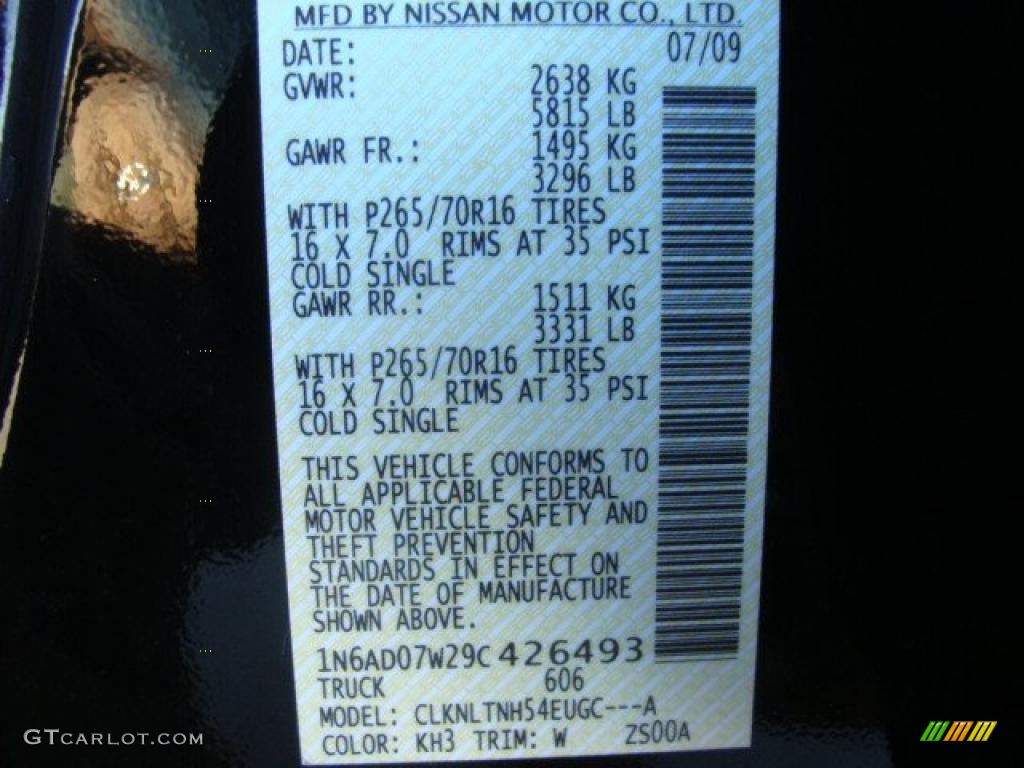 MFD BY NISSAN MOTOR CO., LTD.
DATE: 07/09
GVWR: 2638 KG
5815 LB
GAWR FR.: 1495 KG
3296 LB
WITH P265/70R16 TIRES
16 X 7.0 RIMS AT 35 PSI
COLD SINGLE
GAWR RR.: 1511 KG
3331 LB
WITH P265/70R16 TIRES
16 X 7.0 RIMS AT 35 PSI
COLD SINGLE
THIS VEHICLE CONFORMS TO
ALL APPLICABLE FEDERAL
MOTOR VEHICLE SAFETY AND
THEFT PREVENTION
STANDARDS IN EFFECT ON
THE DATE OF MANUFACTURE
SHOWN ABOVE.
1N6AD07W29C426493
TRUCK 606
MODEL: CLKNLTNH54EUGC---A
COLOR: KH3 TRIM: W ZS00A
GTCARLOT.COM